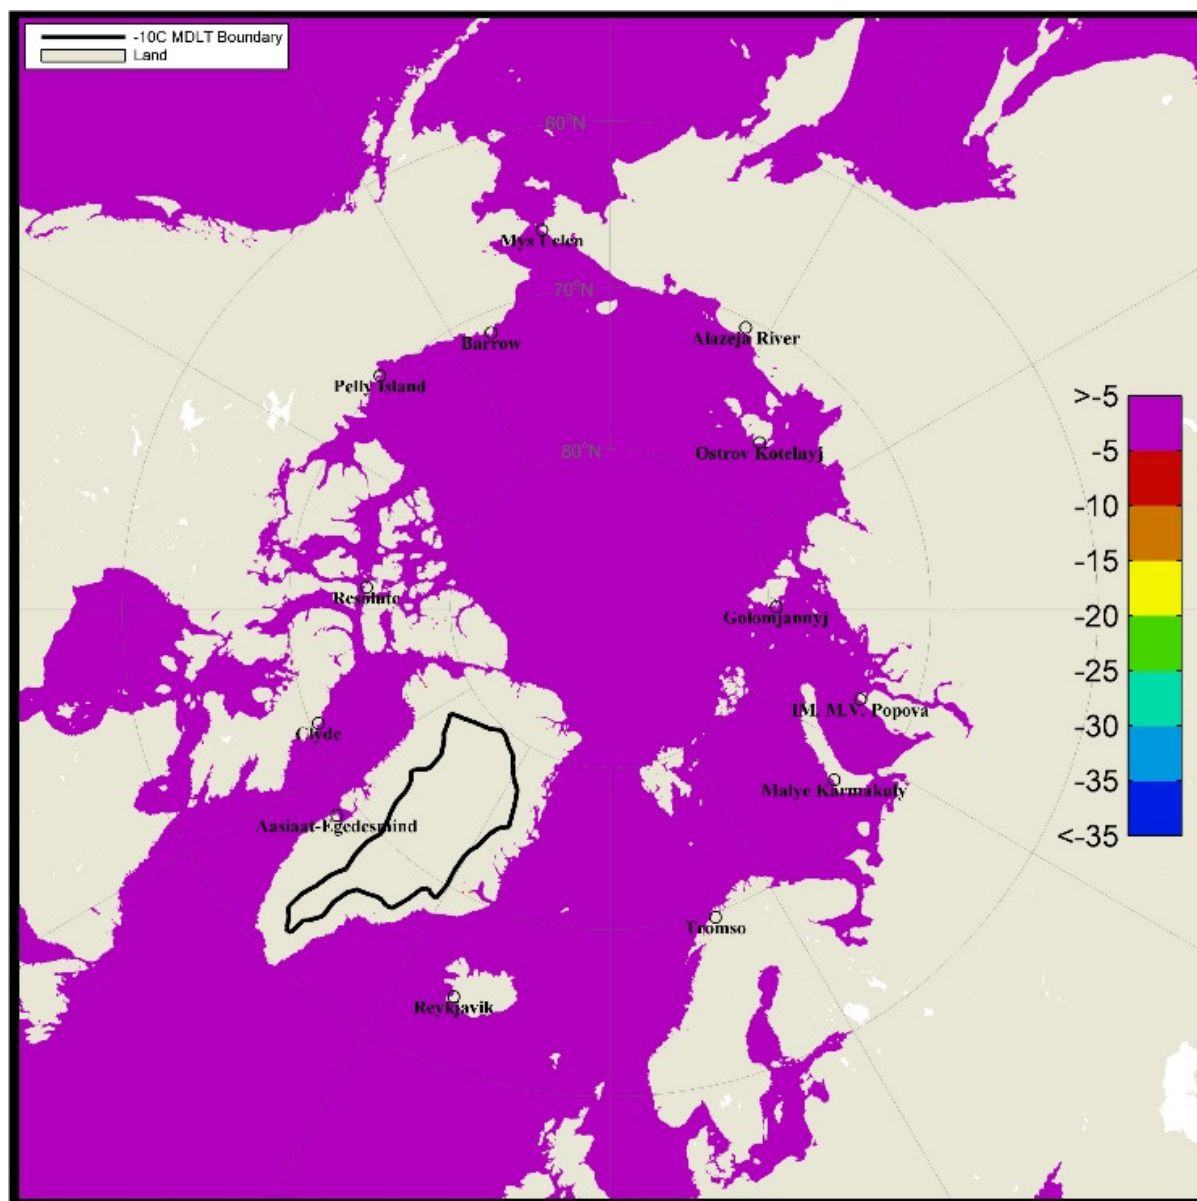 -10C MDLT Boundary
Land
60°N
Mys Uelen
70°N
Barrow
Alazeja River
Pelly Island
>-5
-5
80°N
Ostrov Kotelnyj
-10
-15
-20
Resolute
Golomjannyj
-25
-30
IM. M.V. Popova
Clyde
-35
Malye Karmakuly
Aasiaat-Egedesmind
<-35
Tromso
Reykjavik